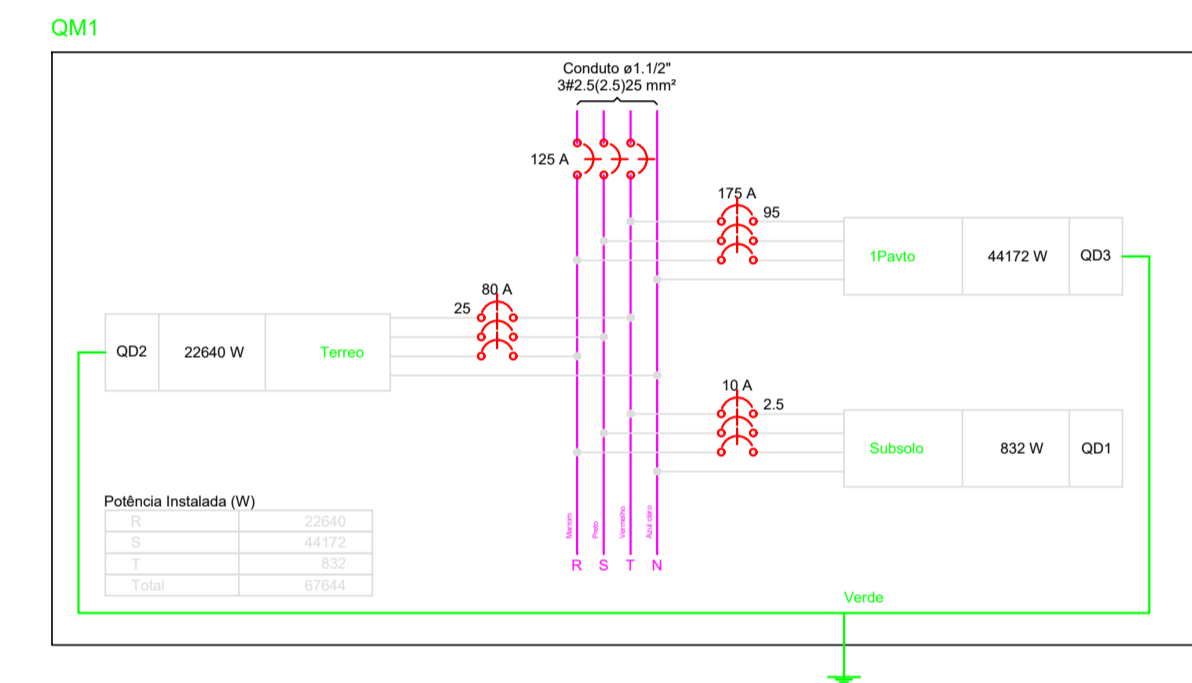 QM1
Conduto ø1.1/2"
3#2.5(2.5)25 mm²
125 A
175 A
95
1Pavto
44172 W
QD3
80 A
25
QD2
22640 W
Terreo
10 A
2.5
Subsolo
832 W
QD1
Potência Instalada (W)
R 22640
S 44172
T 832
Total 67644
Marrom
Preto
Vermelho
Azul claro
R S T N
Verde